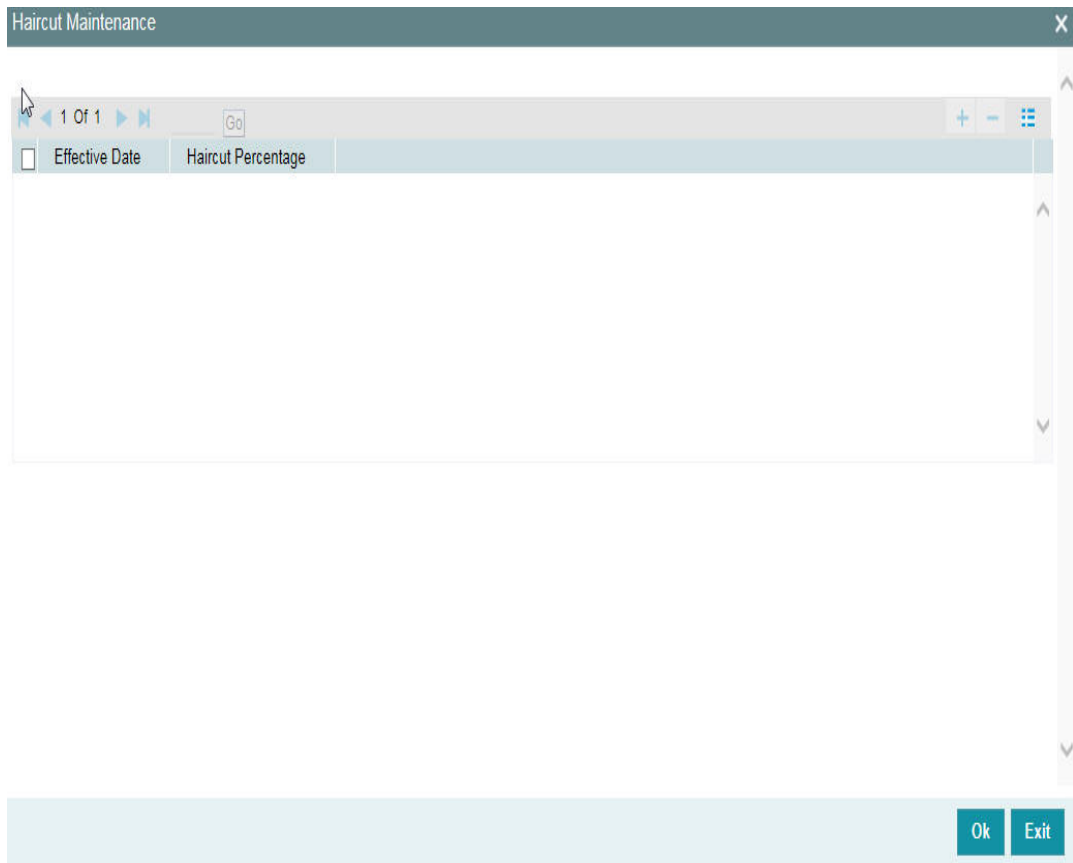 Haircut Maintenance X
1 Of 1 Go + -
Effective Date Haircut Percentage
Ok Exit